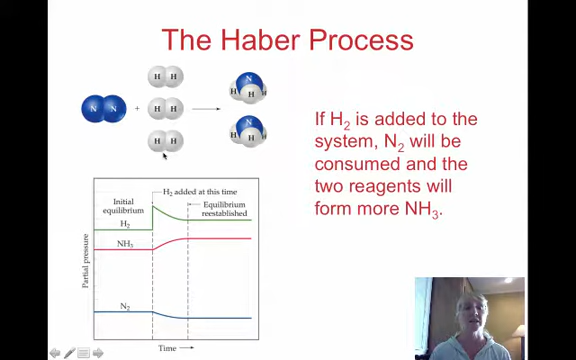 The Haber Process
H H
N N + H H
H H
N
H H H
N
H H H
If H₂ is added to the
system, N₂ will be
consumed and the
two reagents will
form more NH₃.
H₂ added at this time
Initial
equilibrium
Equilibrium
reestablished
H₂
NH₃
N₂
Partial pressure
Time